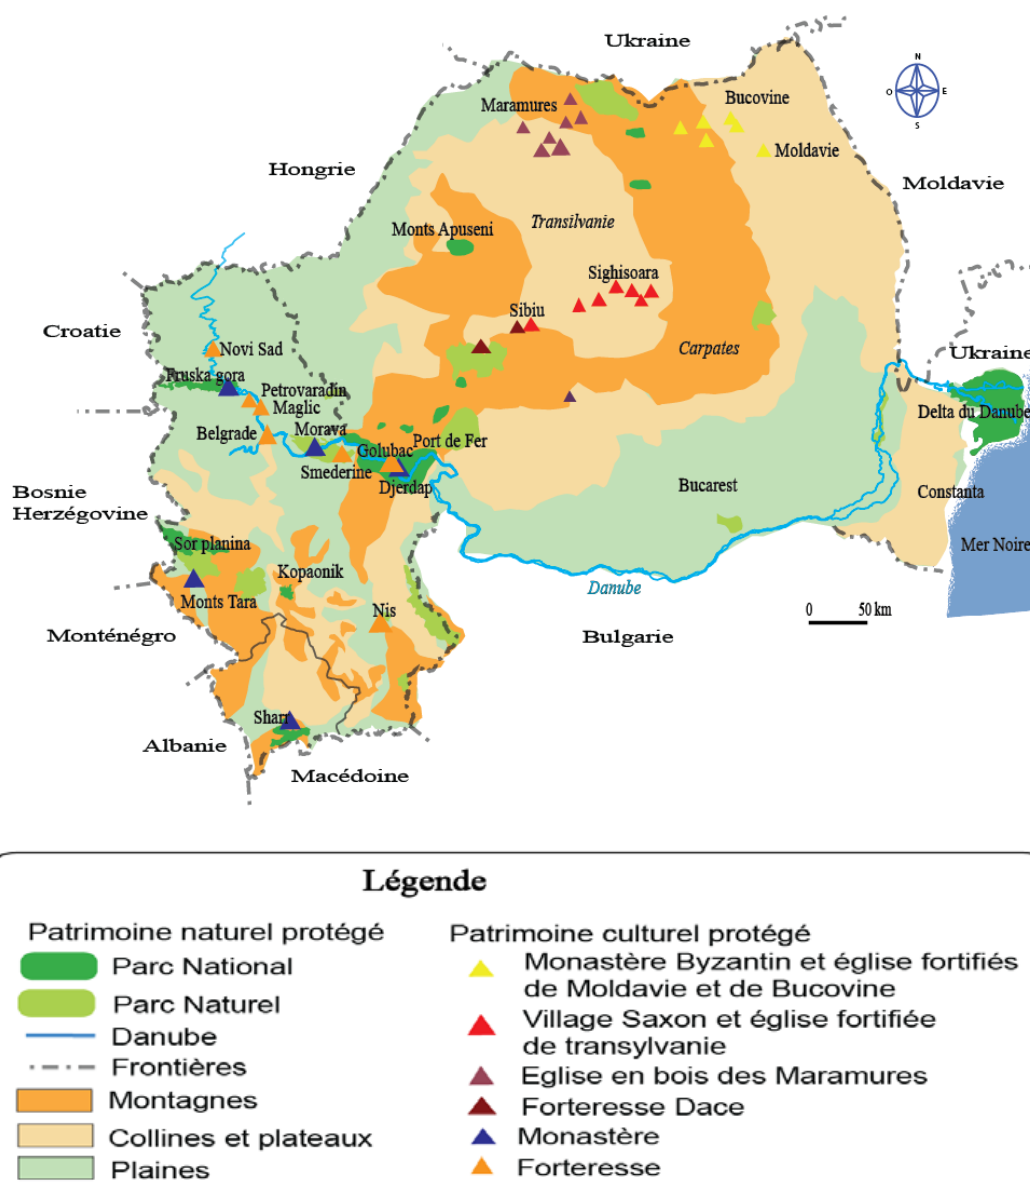 Ukraine
N
O
E
S
Bucovine
Maramures
Moldavie
Hongrie
Moldavie
Transilvanie
Monts Apuseni
Sighisoara
Sibiu
Croatie
Novi Sad
Carpates
Ukraine
Fruska gora
Petrovaradin
Maglic
Delta du Danube
Belgrade
Morava
Golubac
Port de Fer
Smederine
Djerdap
Bucarest
Constanta
Bosnie
Herzégovine
Mer Noire
Sor planina
Kopaonik
Monts Tara
Nis
Danube
0 50 km
Monténégro
Bulgarie
Sharr
Albanie
Macédoine
Légende
Patrimoine naturel protégé
Parc National
Parc Naturel
Danube
Frontières
Montagnes
Collines et plateaux
Plaines
Patrimoine culturel protégé
Monastère Byzantin et église fortifiés
de Moldavie et de Bucovine
Village Saxon et église fortifiée
de transylvanie
Eglise en bois des Maramures
Forteresse Dace
Monastère
Forteresse